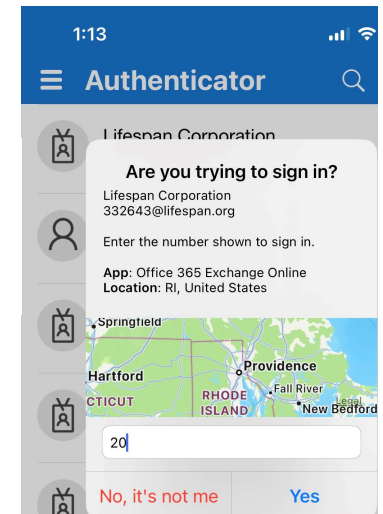 1:13
Authenticator
Lifespan Corporation
Are you trying to sign in?
Lifespan Corporation
332643@lifespan.org
Enter the number shown to sign in.
App: Office 365 Exchange Online
Location: RI, United States
Springfield
Hartford
Providence
CTICUT
RHODE
ISLAND
Fall River
Legal
New Bedford
20
No, it's not me
Yes